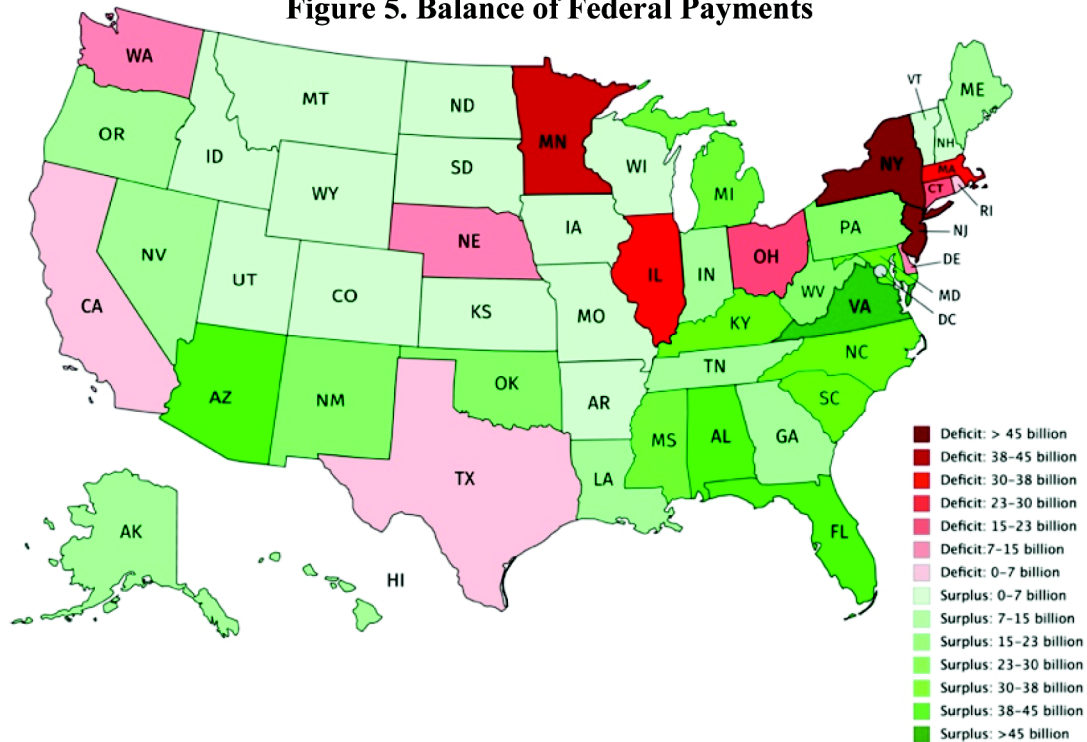 Figure 5. Balance of Federal Payments
WA
MT
ND
MN
VT
ME
OR
ID
SD
WI
NY
NH
MA
WY
MI
CT
RI
IA
PA
NJ
NE
NV
OH
DE
UT
IL
IN
CO
WV
MD
CA
KS
MO
VA
DC
KY
NC
TN
OK
AZ
NM
AR
SC
MS
AL
GA
TX
LA
AK
FL
HI
Deficit: > 45 billion
Deficit: 38-45 billion
Deficit: 30-38 billion
Deficit: 23-30 billion
Deficit: 15-23 billion
Deficit:7-15 billion
Deficit: 0-7 billion
Surplus: 0-7 billion
Surplus: 7-15 billion
Surplus: 15-23 billion
Surplus: 23-30 billion
Surplus: 30-38 billion
Surplus: 38-45 billion
Surplus: >45 billion